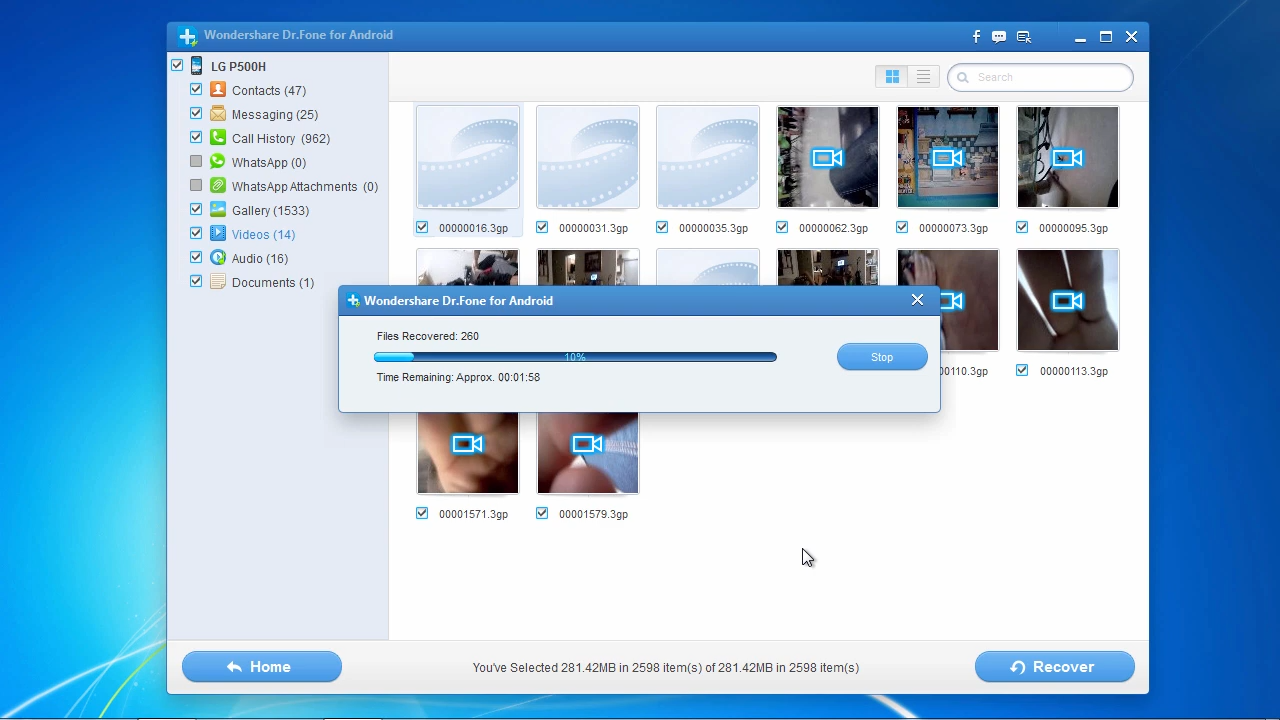 Wondershare Dr.Fone for Android
LG P500H
Contacts (47)
Messaging (25)
Call History (962)
WhatsApp (0)
WhatsApp Attachments (0)
Gallery (1533)
Videos (14)
Audio (16)
Documents (1)
Search
00000016.3gp
00000031.3gp
00000035.3gp
00000062.3gp
00000073.3gp
00000095.3gp
Wondershare Dr.Fone for Android
Files Recovered: 260
10%
Stop
Time Remaining: Approx. 00:01:58
00110.3gp
00000113.3gp
00001571.3gp
00001579.3gp
Home
You've Selected 281.42MB in 2598 item(s) of 281.42MB in 2598 item(s)
Recover